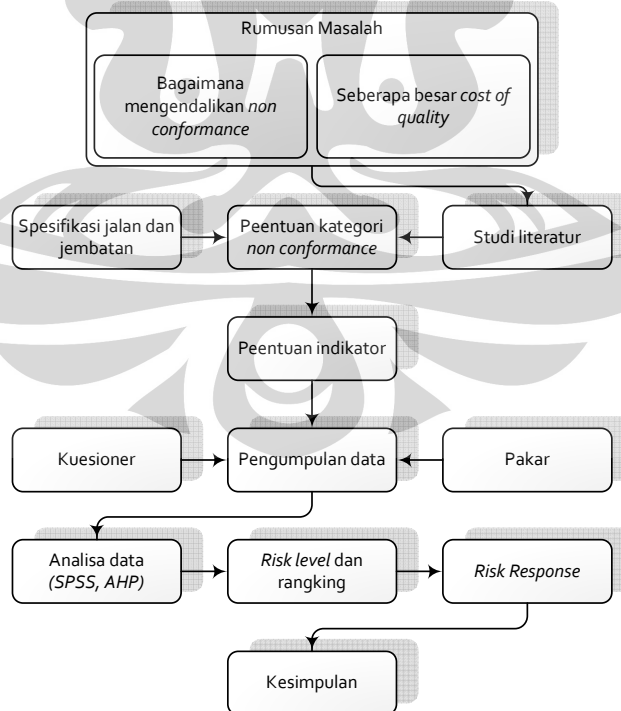 Rumusan Masalah
Bagaimana
mengendalikan non
conformance
Seberapa besar cost of
quality
Spesifikasi jalan dan
jembatan
Peentuan kategori
non conformance
Studi literatur
Peentuan indikator
Kuesioner
Pengumpulan data
Pakar
Analisa data
(SPSS, AHP)
Risk level dan
rangking
Risk Response
Kesimpulan